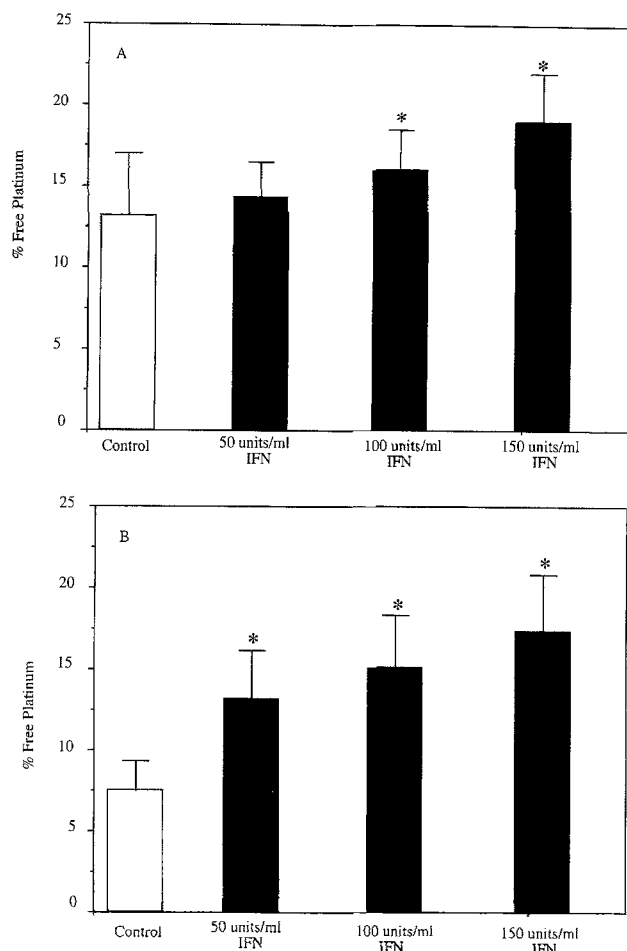 25
A
20
15
10
5
0
% Free Platinum
*
*
Control
50 units/ml
IFN
100 units/ml
IFN
150 units/ml
IFN
25
B
20
15
10
5
0
% Free Platinum
*
*
*
Control
50 units/ml
IFN
100 units/ml
IFN
150 units/ml
IFN